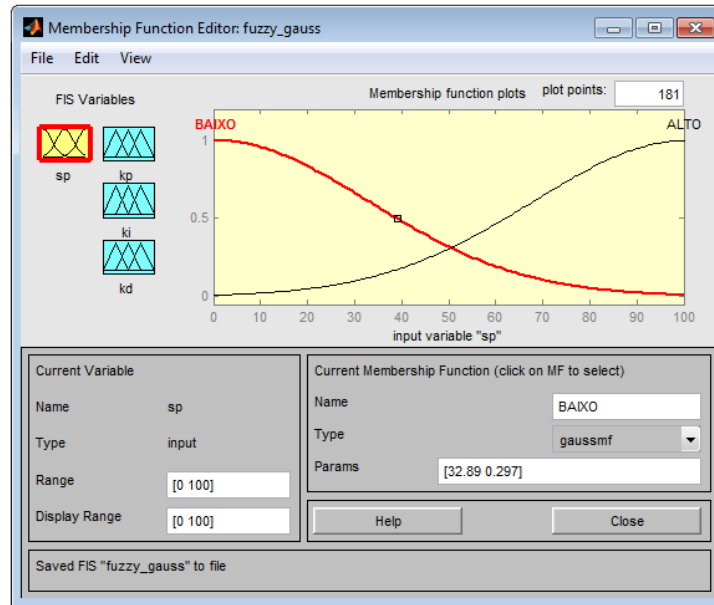 Membership Function Editor: fuzzy_gauss
File Edit View
FIS Variables
Membership function plots plot points: 181
sp
kp
ki
kd
BAIXO
ALTO
1
0.5
0
0 10 20 30 40 50 60 70 80 90 100
input variable "sp"
Current Variable
Name sp
Type input
Range [0 100]
Display Range [0 100]
Current Membership Function (click on MF to select)
Name BAIXO
Type gaussmf
Params [32.89 0.297]
Help Close
Saved FIS "fuzzy_gauss" to file